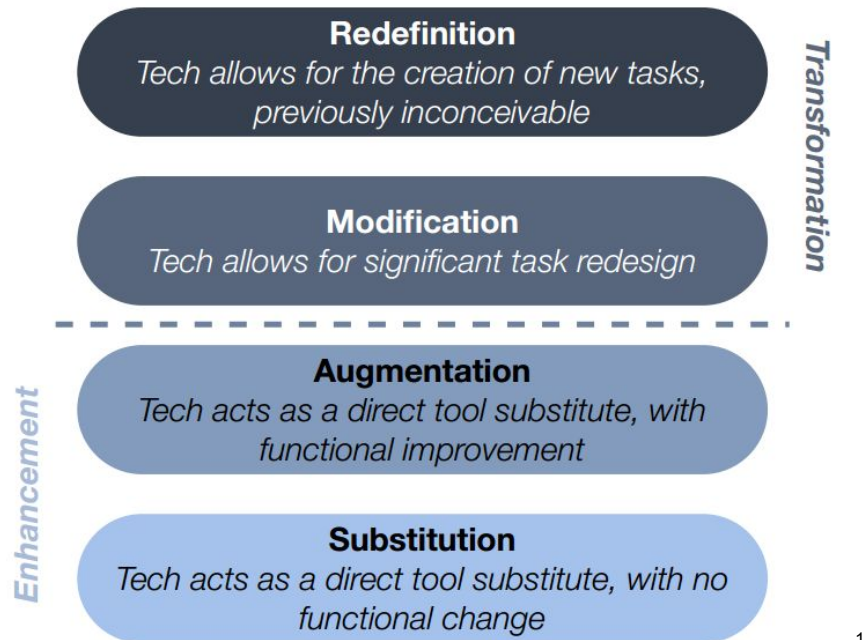 Redefinition
Tech allows for the creation of new tasks,
previously inconceivable
Transformation
Modification
Tech allows for significant task redesign
Enhancement
Augmentation
Tech acts as a direct tool substitute, with
functional improvement
Substitution
Tech acts as a direct tool substitute, with no
functional change
1